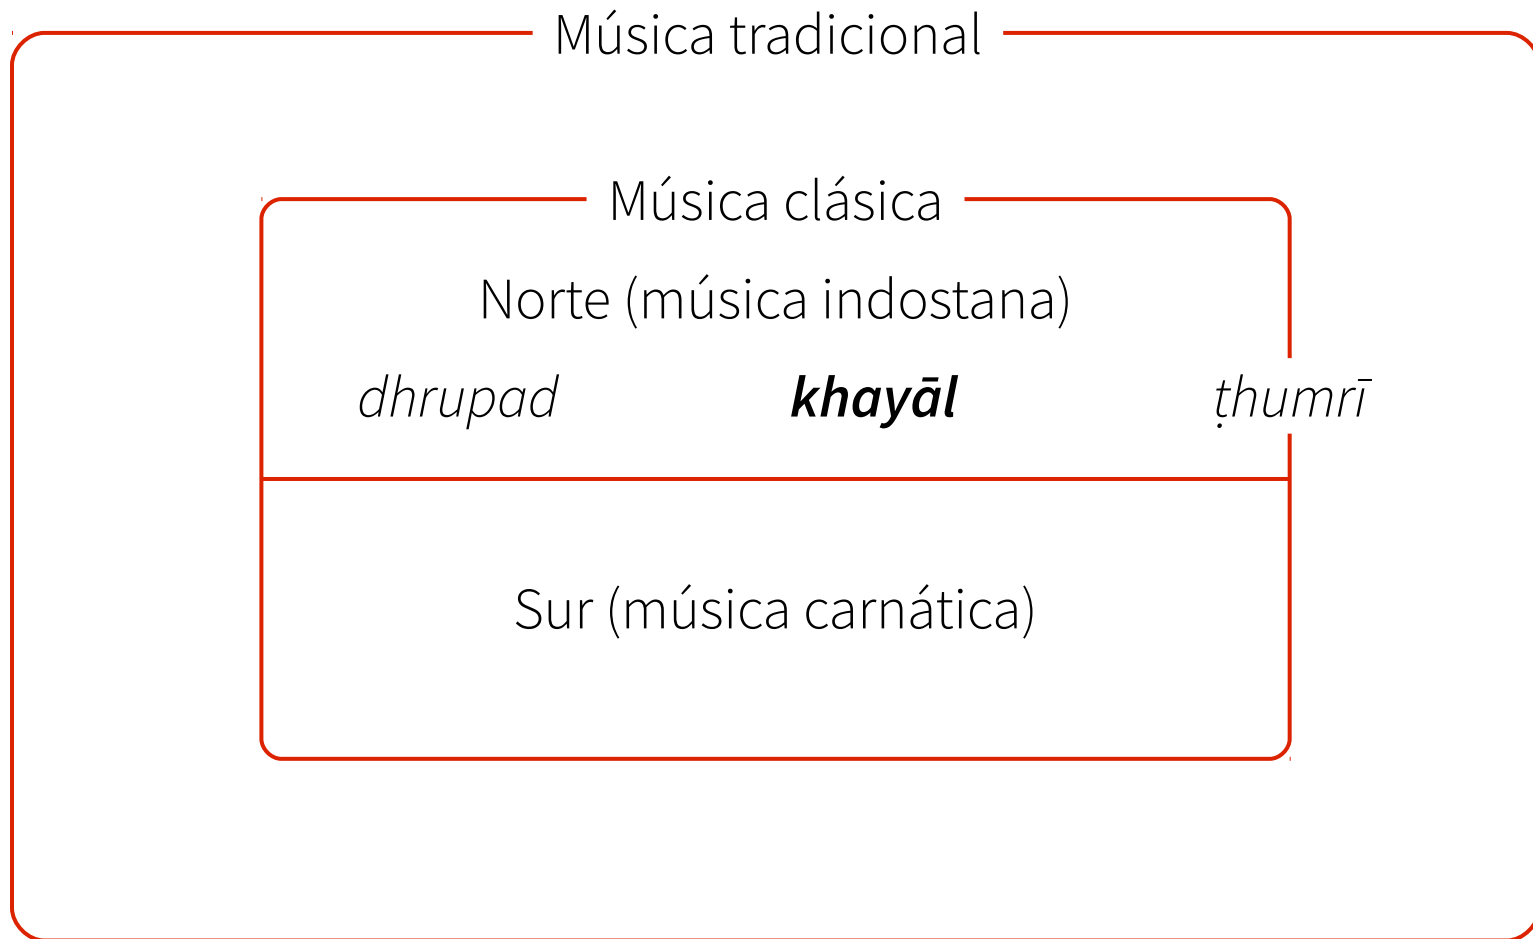 Música tradicional
Música clásica
Norte (música indostana)
dhrupad khayāl ṭhumrī
Sur (música carnática)